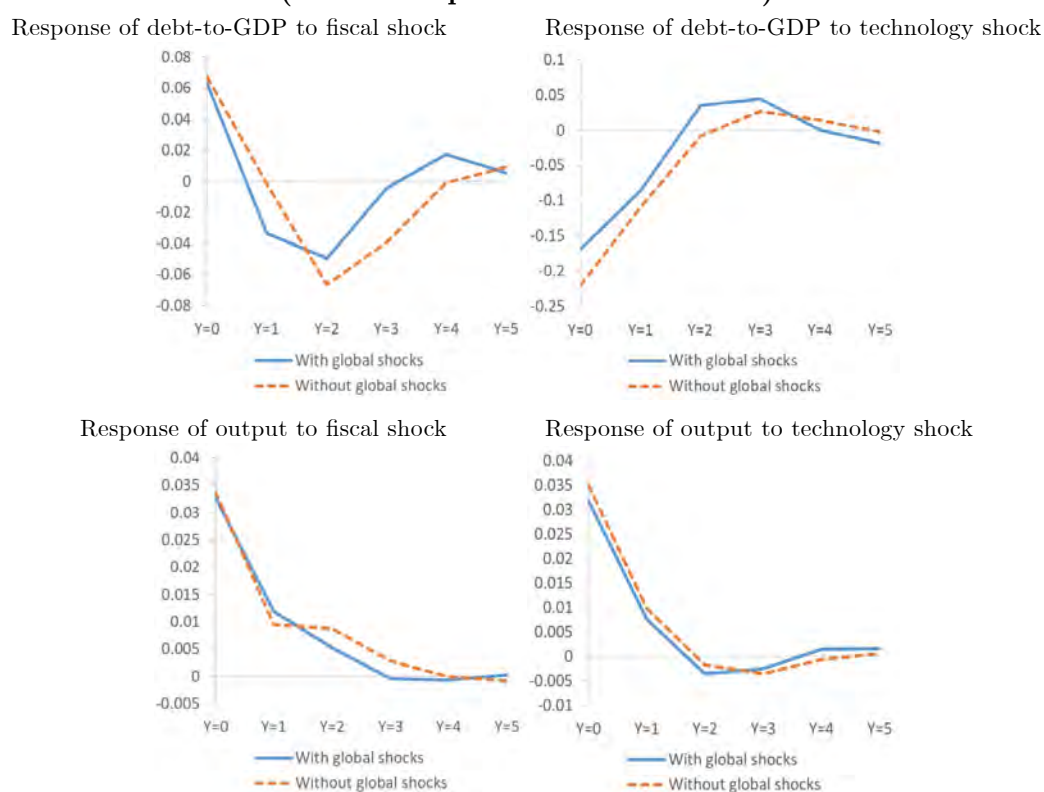 Response of debt-to-GDP to fiscal shock
0.08
0.06
0.04
0.02
0
-0.02
-0.04
-0.06
-0.08
Y=0 Y=1 Y=2 Y=3 Y=4 Y=5
With global shocks
Without global shocks
Response of debt-to-GDP to technology shock
0.1
0.05
0
-0.05
-0.1
-0.15
-0.2
-0.25
Y=0 Y=1 Y=2 Y=3 Y=4 Y=5
With global shocks
Without global shocks
Response of output to fiscal shock
0.04
0.035
0.03
0.025
0.02
0.015
0.01
0.005
0
-0.005
Y=0 Y=1 Y=2 Y=3 Y=4 Y=5
With global shocks
Without global shocks
Response of output to technology shock
0.04
0.035
0.03
0.025
0.02
0.015
0.01
0.005
0
-0.005
-0.01
Y=0 Y=1 Y=2 Y=3 Y=4 Y=5
With global shocks
Without global shocks